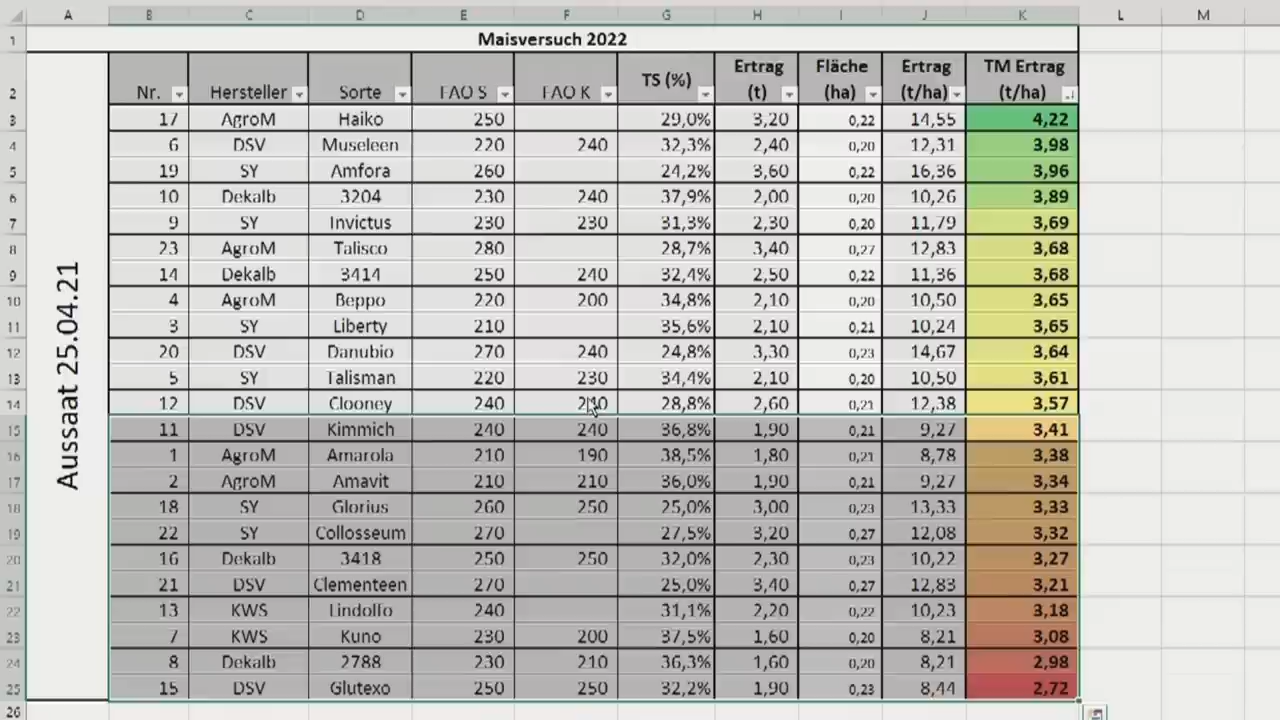 B C D E F G H I J K L M
A
1 Maisversuch 2022
2 Nr. Hersteller Sorte FAO S FAO K TS (%) Ertrag (t) Fläche (ha) Ertrag (t/ha) TM Ertrag (t/ha)
Aussaat 25.04.21
3 17 AgroM Haiko 250 29,0% 3,20 0,22 14,55 4,22
4 6 DSV Museleen 220 240 32,3% 2,40 0,20 12,31 3,98
5 19 SY Amfora 260 24,2% 3,60 0,22 16,36 3,96
6 10 Dekalb 3204 230 240 37,9% 2,00 0,20 10,26 3,89
7 9 SY Invictus 230 230 31,3% 2,30 0,20 11,79 3,69
8 23 AgroM Talisco 280 28,7% 3,40 0,27 12,83 3,68
9 14 Dekalb 3414 250 240 32,4% 2,50 0,22 11,36 3,68
10 4 AgroM Beppo 220 200 34,8% 2,10 0,20 10,50 3,65
11 3 SY Liberty 210 35,6% 2,10 0,21 10,24 3,65
12 20 DSV Danubio 270 240 24,8% 3,30 0,23 14,67 3,64
13 5 SY Talisman 220 230 34,4% 2,10 0,20 10,50 3,61
14 12 DSV Clooney 240 28,8% 2,60 0,21 12,38 3,57
15 11 DSV Kimmich 240 240 36,8% 1,90 0,21 9,27 3,41
16 1 AgroM Amarola 210 190 38,5% 1,80 0,21 8,78 3,38
17 2 AgroM Amavit 210 210 36,0% 1,90 0,21 9,27 3,34
18 18 SY Glorius 260 250 25,0% 3,00 0,23 13,33 3,33
19 22 SY Collosseum 270 27,5% 3,20 0,27 12,08 3,32
20 16 Dekalb 3418 250 250 32,0% 2,30 0,23 10,22 3,27
21 21 DSV Clementeen 270 25,0% 3,40 0,27 12,83 3,21
22 13 KWS Lindolfo 240 31,1% 2,20 0,22 10,23 3,18
23 7 KWS Kuno 230 200 37,5% 1,60 0,20 8,21 3,08
24 8 Dekalb 2788 230 210 36,3% 1,60 0,20 8,21 2,98
25 15 DSV Glutexo 250 250 32,2% 1,90 0,23 8,44 2,72
26